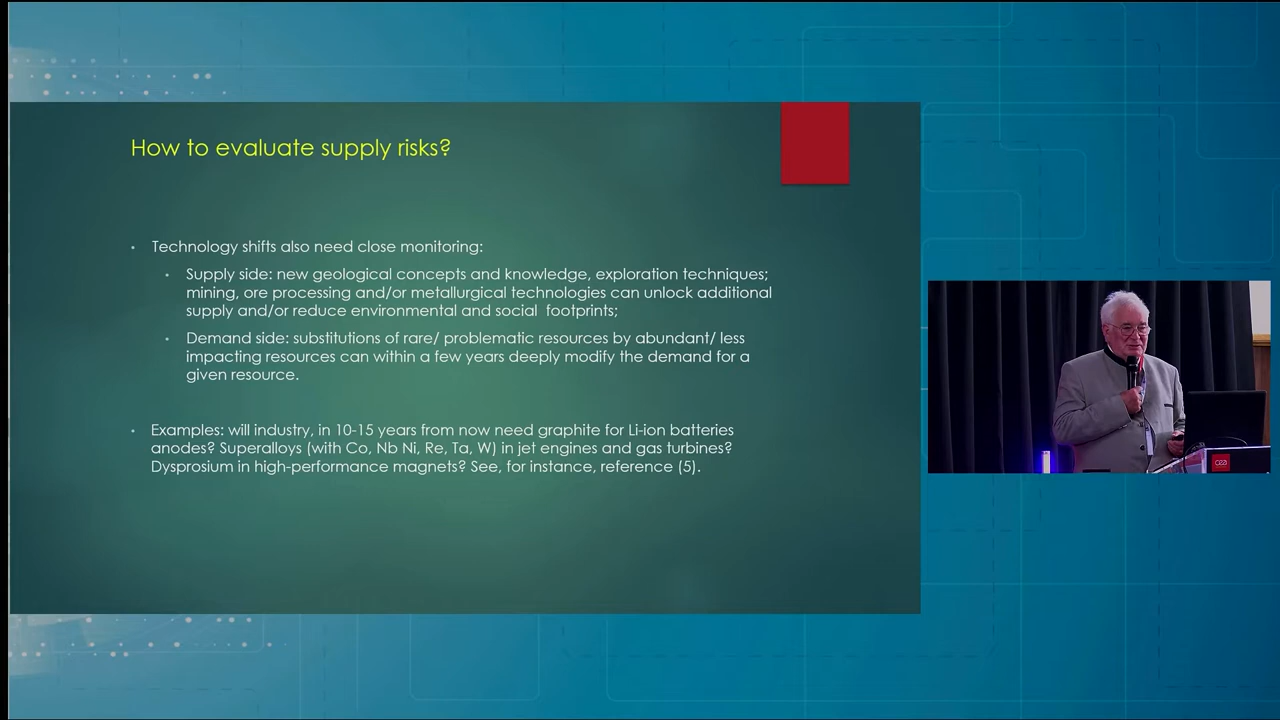 How to evaluate supply risks?
• Technology shifts also need close monitoring:
• Supply side: new geological concepts and knowledge, exploration techniques;
mining, ore processing and/or metallurgical technologies can unlock additional
supply and/or reduce environmental and social footprints;
• Demand side: substitutions of rare/ problematic resources by abundant/ less
impacting resources can within a few years deeply modify the demand for a
given resource.
• Examples: will industry, in 10-15 years from now need graphite for Li-ion batteries
anodes? Superalloys (with Co, Nb Ni, Re, Ta, W) in jet engines and gas turbines?
Dysprosium in high-performance magnets? See, for instance, reference (5).
cea